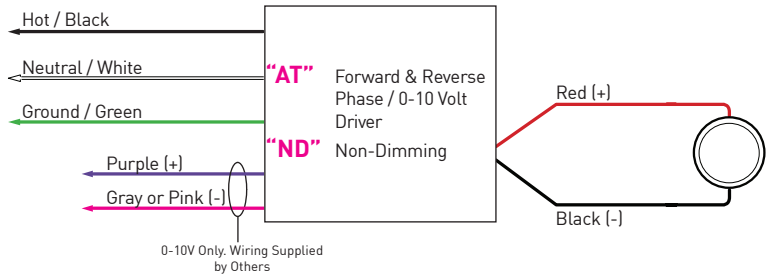 Hot / Black
Neutral / White
Ground / Green
Purple (+)
Gray or Pink (-)
0-10V Only. Wiring Supplied
by Others
“AT” Forward & Reverse
Phase / 0-10 Volt
Driver
“ND” Non-Dimming
Red (+)
Black (-)